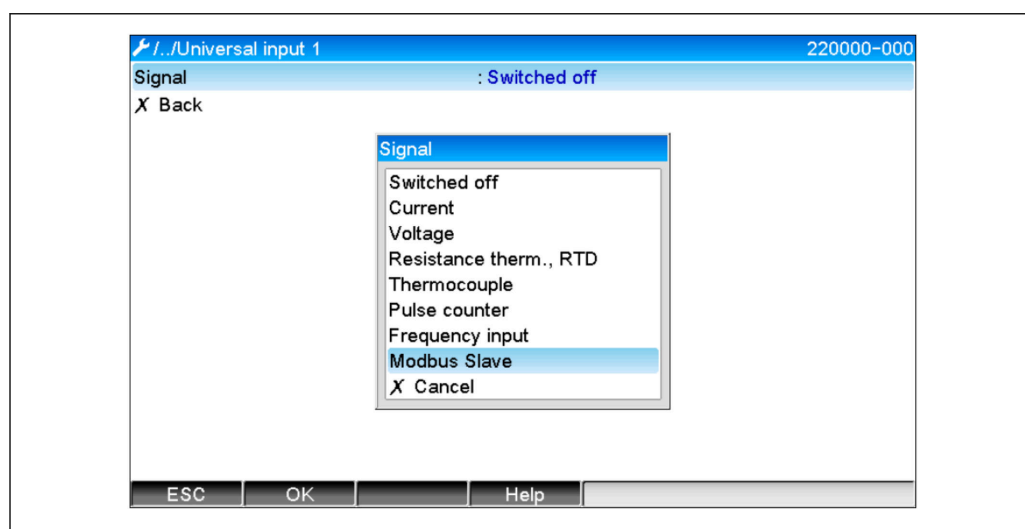 /../Universal input 1 220000-000
Signal : Switched off
X Back
Signal
Switched off
Current
Voltage
Resistance therm., RTD
Thermocouple
Pulse counter
Frequency input
Modbus Slave
X Cancel
ESC OK Help